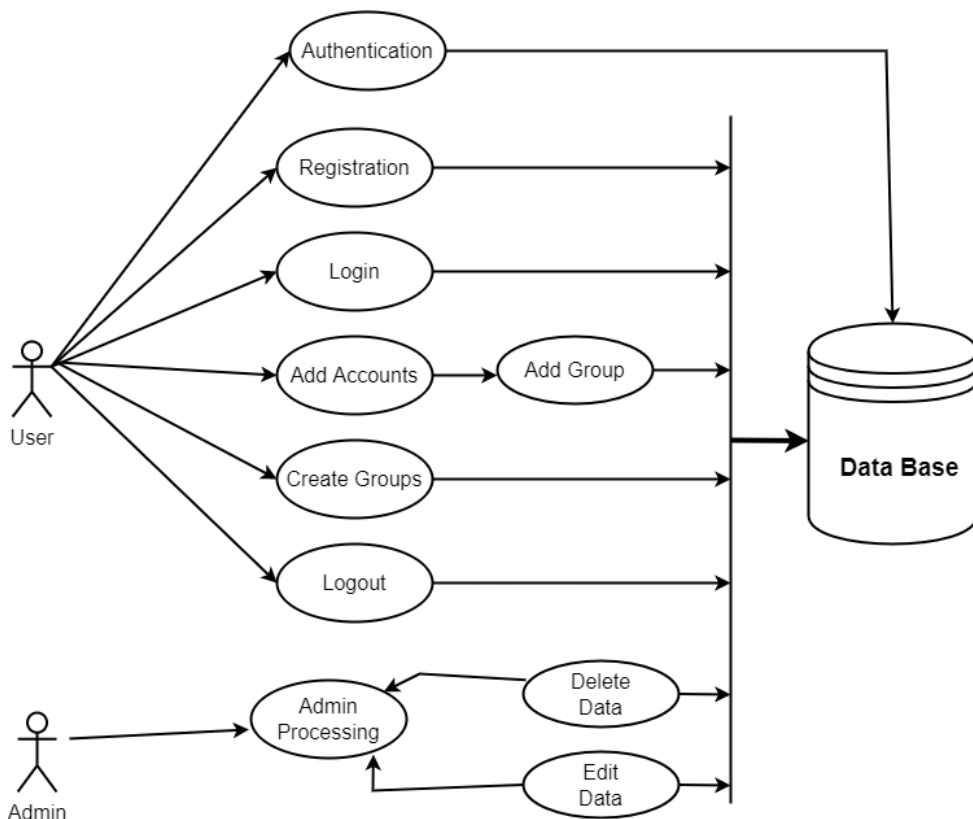 Authentication
Registration
Login
Add Accounts
Add Group
User
Data Base
Create Groups
Logout
Delete
Data
Admin
Processing
Edit
Data
Admin